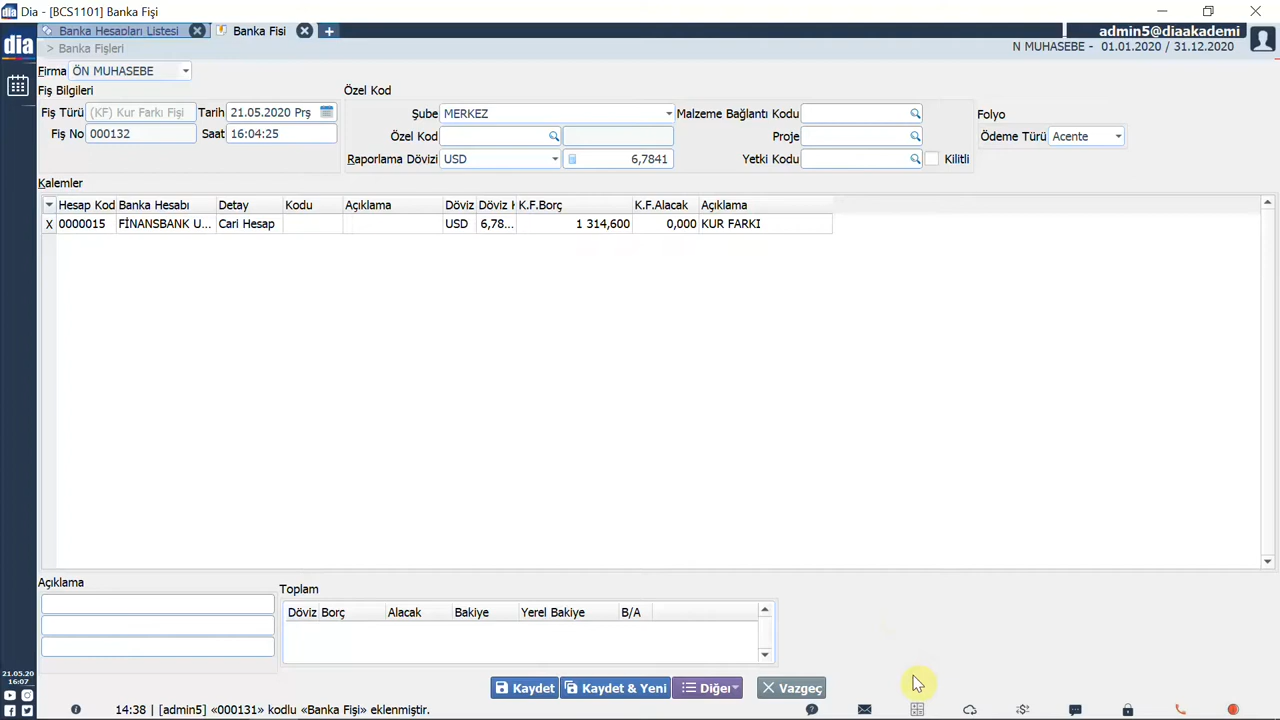 Dia - [BCS1101] Banka Fişi
dia
Banka Hesapları Listesi
Banka Fisi
admin5@diaakademi
> Banka Fişleri
N MUHASEBE - 01.01.2020 / 31.12.2020
Firma ÖN MUHASEBE
Fiş Bilgileri
Özel Kod
Fiş Türü (KF) Kur Farkı Fişi Tarih 21.05.2020 Prş
Şube MERKEZ
Malzeme Bağlantı Kodu
Folyo
Fiş No 000132 Saat 16:04:25
Özel Kod
Proje
Ödeme Türü Acente
Raporlama Dövizi USD 6,7841
Yetki Kodu
Kilitli
Kalemler
Hesap Kod Banka Hesabı Detay Kodu Açıklama Döviz Döviz K.F.Borç K.F.Alacak Açıklama
X 0000015 FİNANSBANK U... Cari Hesap USD 6,78... 1 314,600 0,000 KUR FARKI
Açıklama
Toplam
Döviz Borç Alacak Bakiye Yerel Bakiye B/A
21.05.20
16:07
Kaydet
Kaydet & Yeni
Diğer
Vazgeç
14:38 | [admin5] «000131» kodlu «Banka Fişi» eklenmiştir.